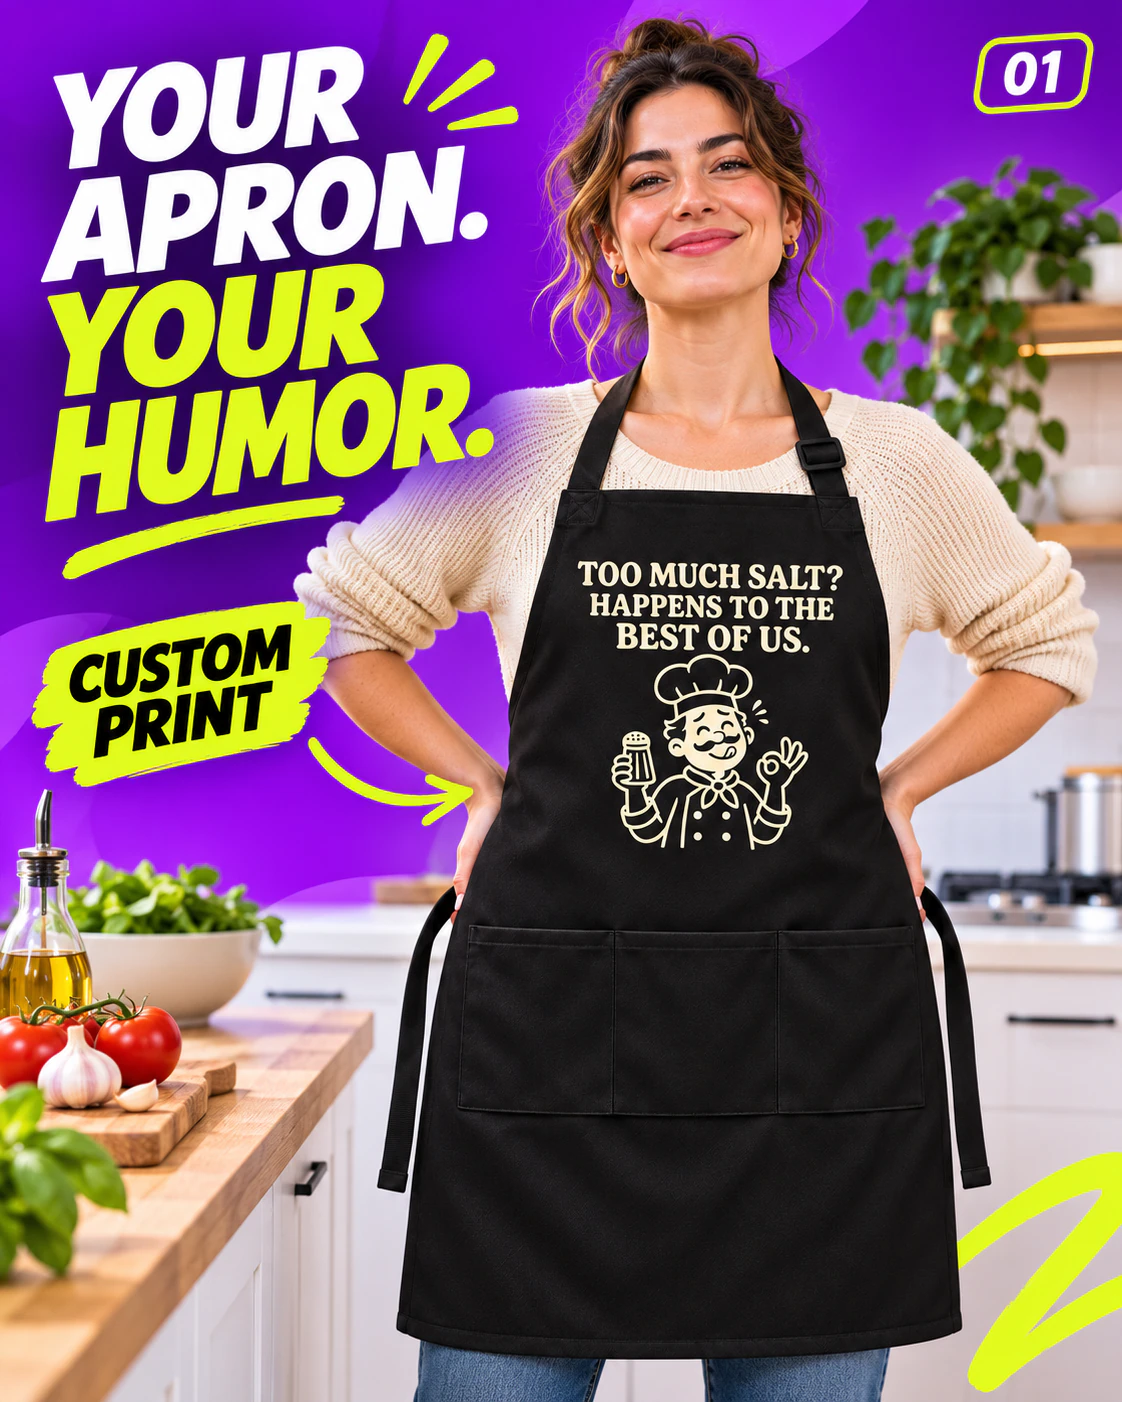 YOUR
APRON.
YOUR
HUMOR.
01
CUSTOM
PRINT
TOO MUCH SALT?
HAPPENS TO THE
BEST OF US.